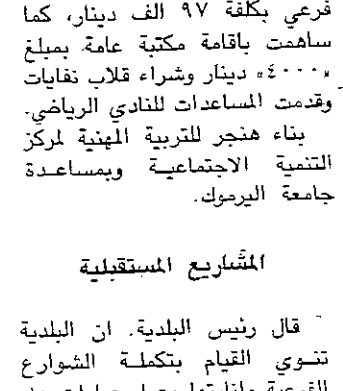 فرعي بكلفة ٩٧ الف دينار، كما
ساهمت باقامة مكتبة عامة بمبلغ
«٤٠٠٠» دينار وشراء قلاب نفايات
وقدمت المساعدات للنادي الرياضي.
بناء هنجر للتربية المهنية لمركز
التنمية الاجتماعية وبمساعدة
جامعة اليرموك.
المشاريع المستقبلية
قال رئيس البلدية. ان البلدية
تنوي القيام بتكملة الشوارع